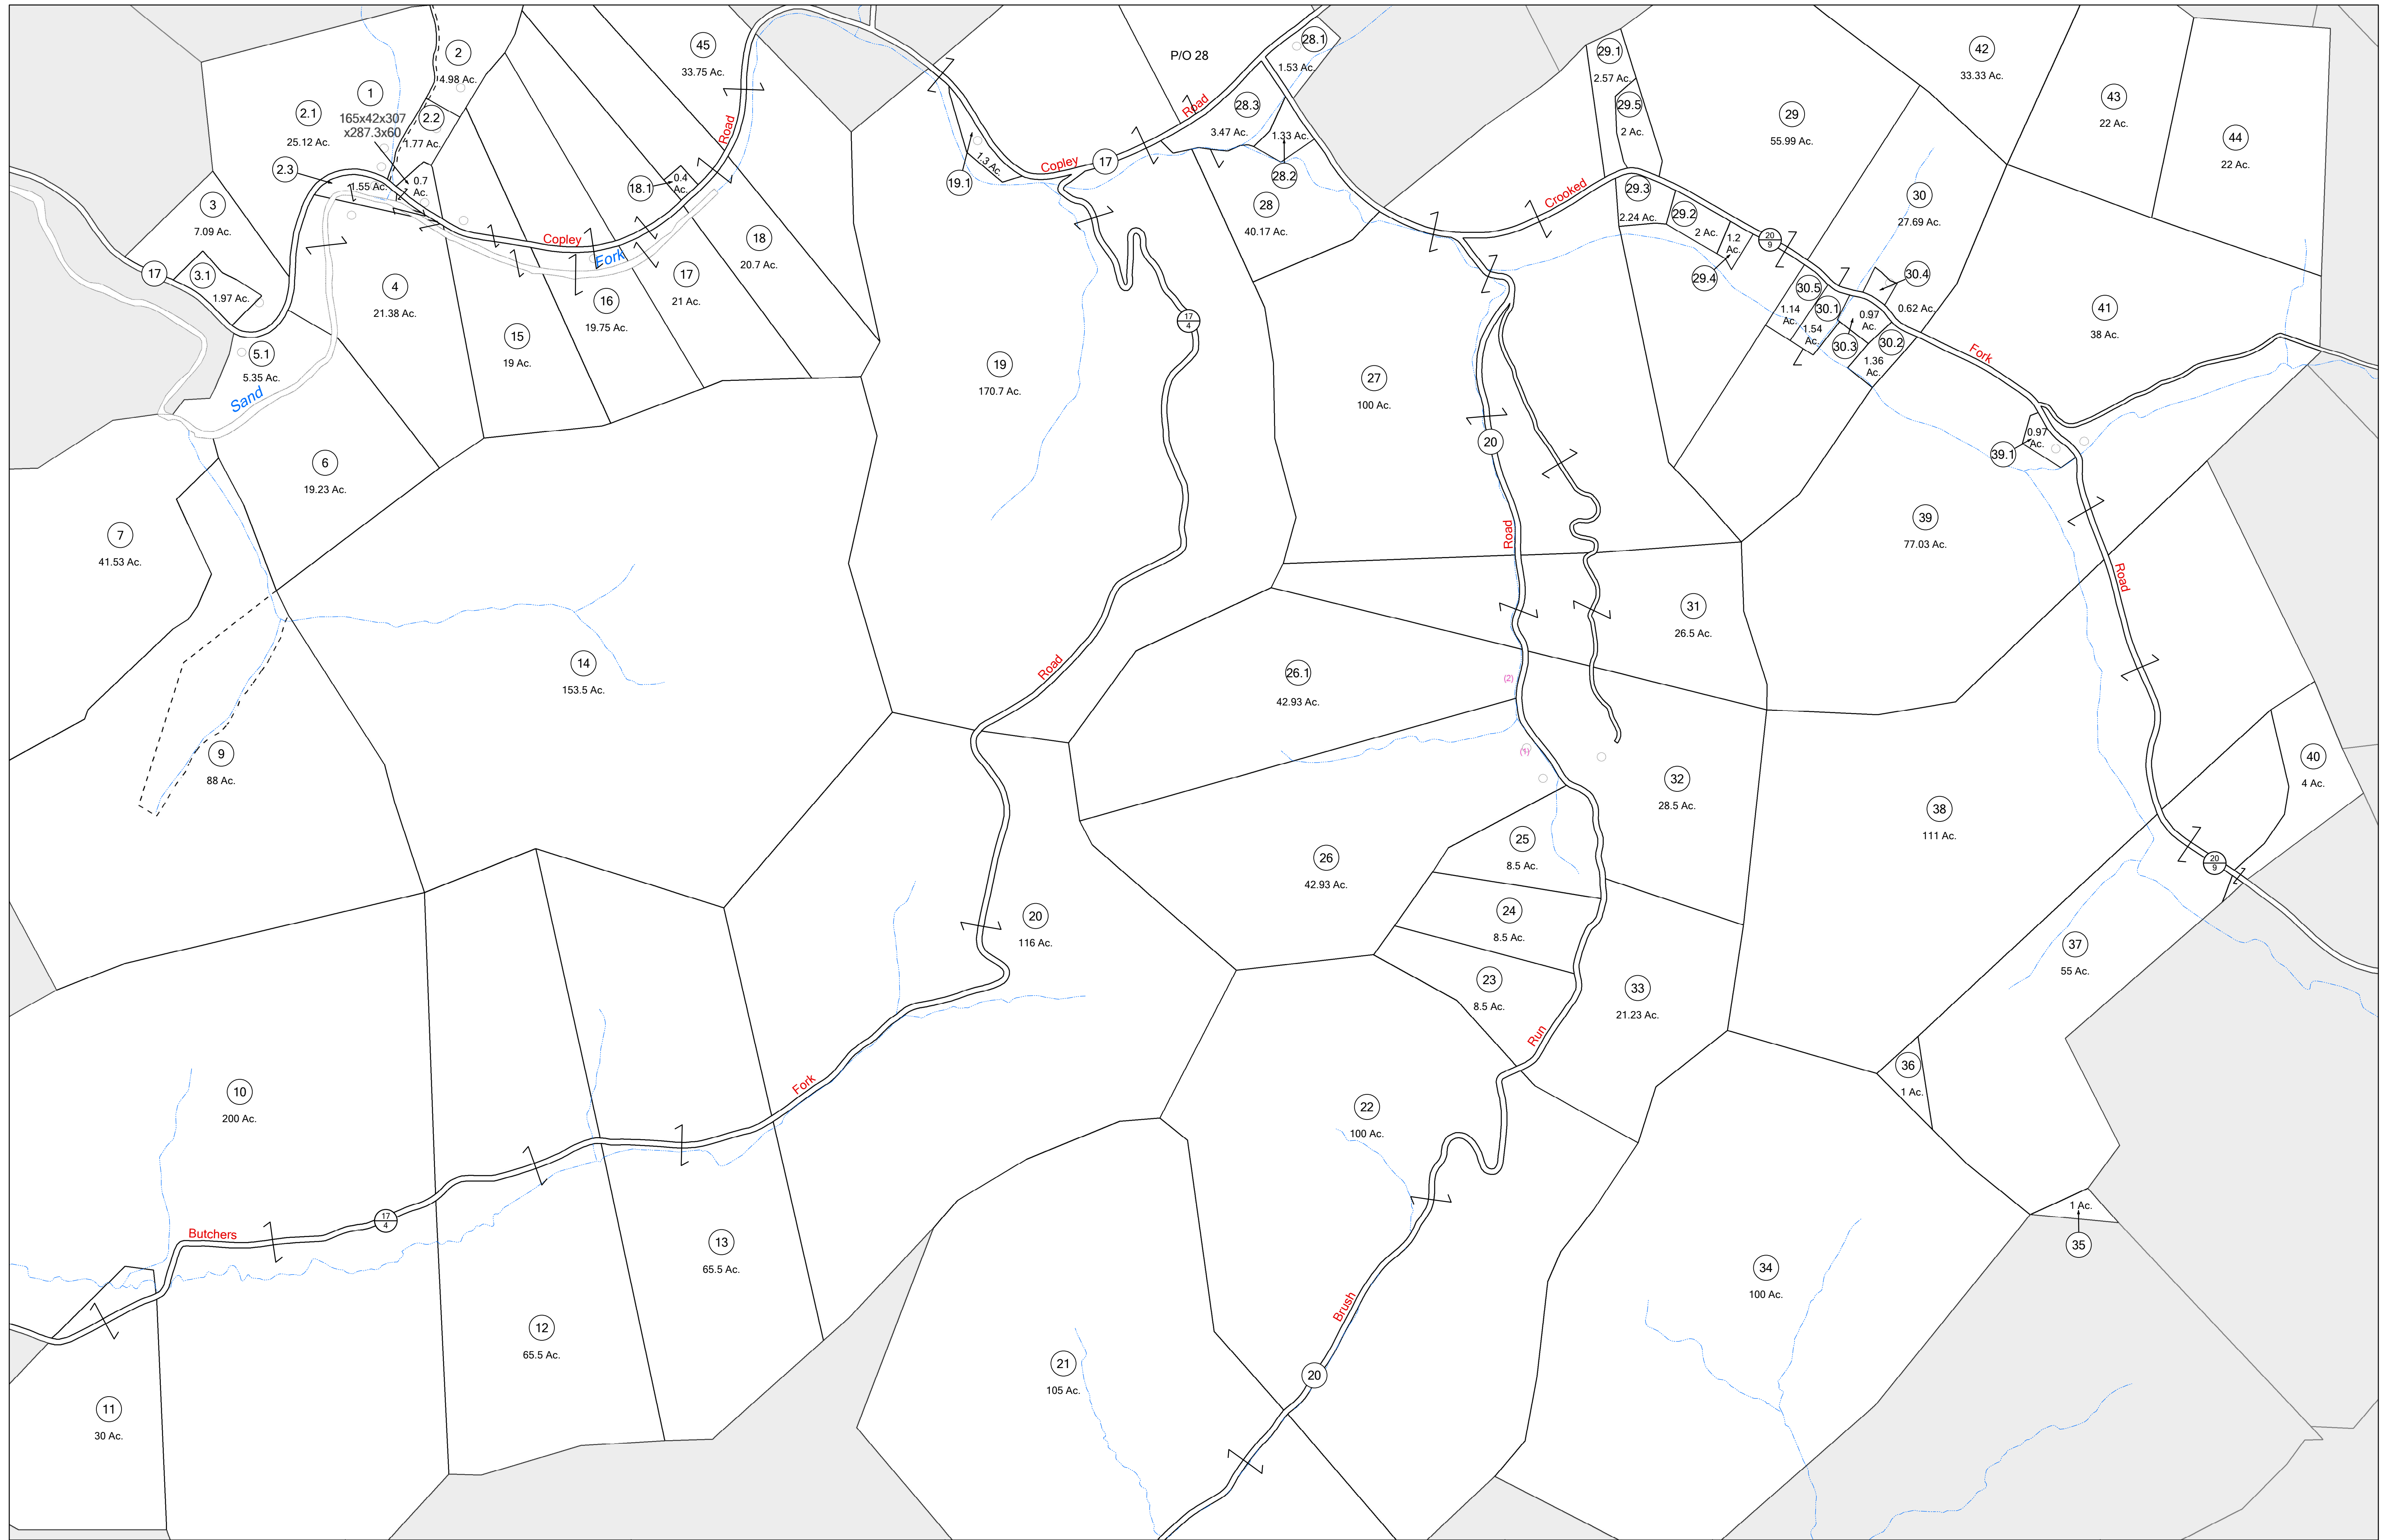 2
4.98 Ac.
45
33.75 Ac.
P/O 28
28.1
1.53 Ac.
29.1
2.57 Ac.
42
33.33 Ac.
1
165x42x307
x287.3x60
2.1
25.12 Ac.
2.2
1.77 Ac.
Road
Road
28.3
3.47 Ac.
1.33 Ac.
28.2
29.5
2 Ac.
29
55.99 Ac.
43
22 Ac.
44
22 Ac.
2.3
1.55 Ac.
0.7
Ac.
18.1
0.4
Ac.
19.1
1.3 Ac.
Copley
17
Crooked
29.3
2.24 Ac.
29.2
2 Ac.
1.2
Ac.
29.4
20
9
30
27.69 Ac.
3
7.09 Ac.
Copley
Fork
18
20.7 Ac.
28
40.17 Ac.
17
3.1
1.97 Ac.
4
21.38 Ac.
16
19.75 Ac.
17
21 Ac.
30.5
1.14
Ac.
30.1
1.54
Ac.
30.4
0.62 Ac.
0.97
Ac.
30.3
30.2
1.36
Ac.
41
38 Ac.
17
4
15
19 Ac.
5.1
5.35 Ac.
Sand
19
170.7 Ac.
27
100 Ac.
Fork
20
0.97
Ac.
39.1
6
19.23 Ac.
7
41.53 Ac.
Road
39
77.03 Ac.
Road
31
26.5 Ac.
14
153.5 Ac.
Road
26.1
42.93 Ac.
(2)
(1)
9
88 Ac.
32
28.5 Ac.
40
4 Ac.
38
111 Ac.
25
8.5 Ac.
26
42.93 Ac.
20
9
24
8.5 Ac.
20
116 Ac.
37
55 Ac.
23
8.5 Ac.
33
21.23 Ac.
Run
36
1 Ac.
10
200 Ac.
Fork
22
100 Ac.
17
4
Butchers
1 Ac.
35
13
65.5 Ac.
34
100 Ac.
Brush
12
65.5 Ac.
21
105 Ac.
20
11
30 Ac.